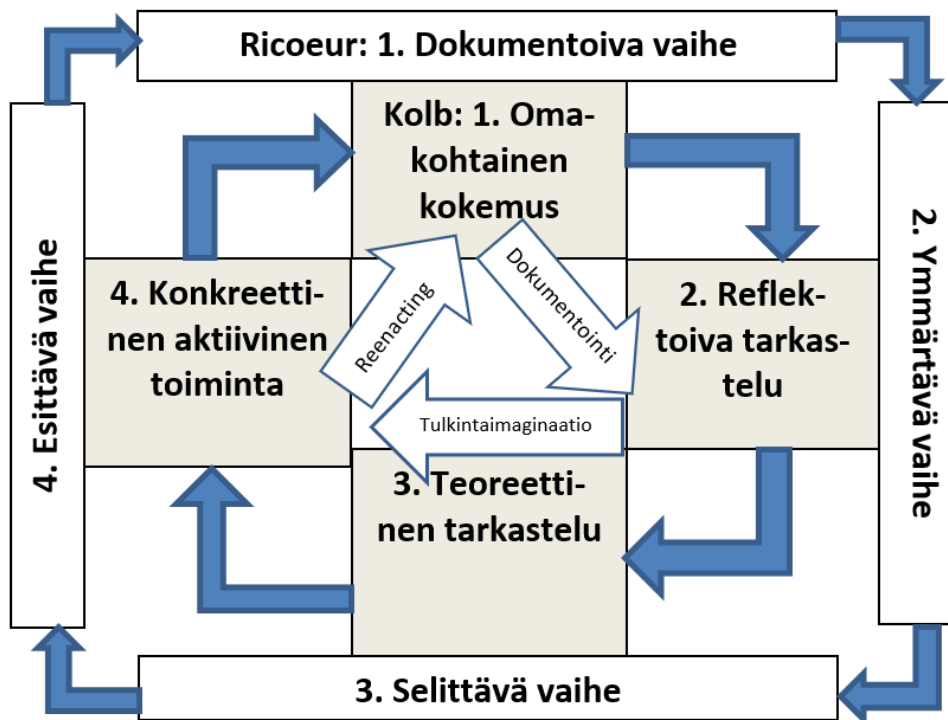 Ricoeur: 1. Dokumentoiva vaihe
Kolb: 1. Oma-
kohtainen
kokemus
2. Ymmärtävä vaihe
Dokumentointi
2. Reflek-
toiva tarkas-
telu
Tulkintaimaginaatio
3. Teoreetti-
nen tarkastelu
3. Selittävä vaihe
4. Konkreetti-
nen aktiivinen
toiminta
Reenacting
4. Esittävä vaihe